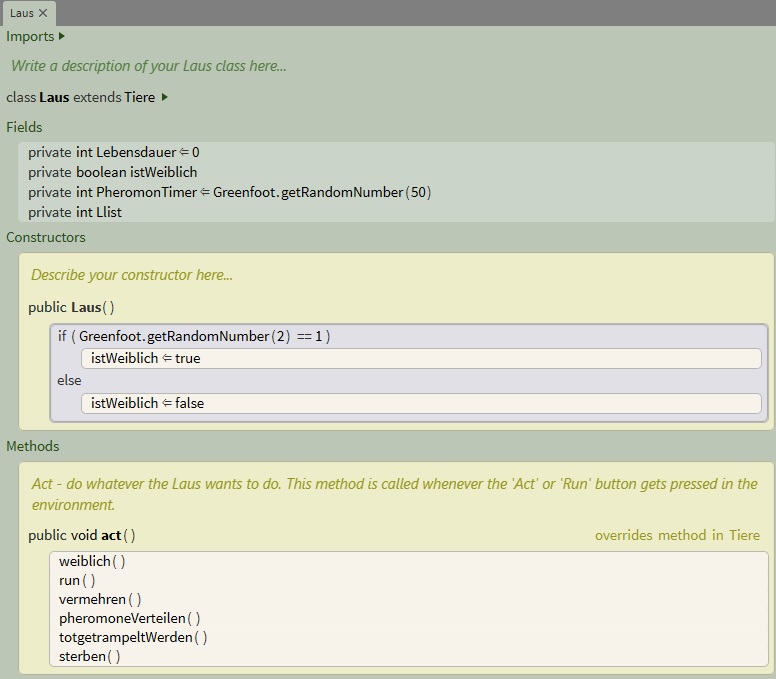 Laus ✕
Imports ▸
Write a description of your Laus class here...
class Laus extends Tiere ▸
Fields
private int Lebensdauer ⇐ 0
private boolean istWeiblich
private int PheromonTimer ⇐ Greenfoot.getRandomNumber(50)
private int Llist
Constructors
Describe your constructor here...
public Laus()
if ( Greenfoot.getRandomNumber(2) == 1 )
istWeiblich ⇐ true
else
istWeiblich ⇐ false
Methods
Act - do whatever the Laus wants to do. This method is called whenever the 'Act' or 'Run' button gets pressed in the
environment.
public void act() overrides method in Tiere
weiblich()
run()
vermehren()
pheromoneVerteilen()
totgetrampeltWerden()
sterben()